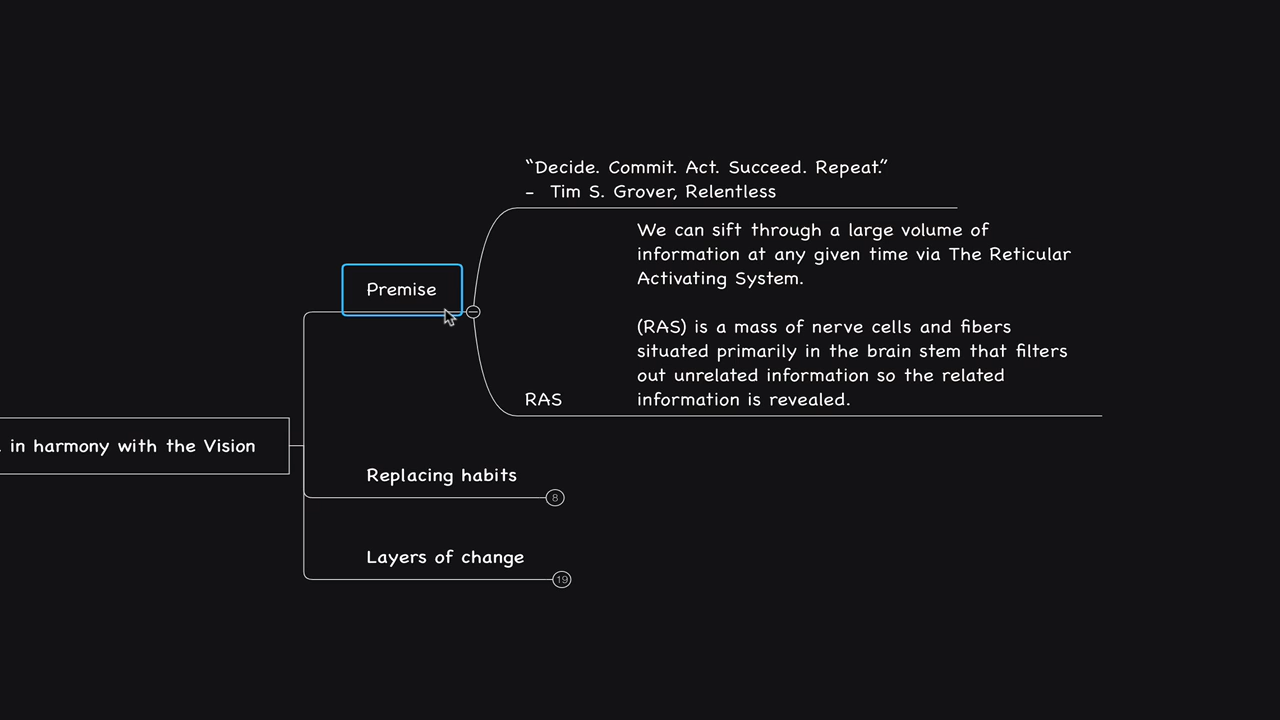 “Decide. Commit. Act. Succeed. Repeat.”
- Tim S. Grover, Relentless
We can sift through a large volume of
information at any given time via The Reticular
Activating System.
Premise
(RAS) is a mass of nerve cells and fibers
situated primarily in the brain stem that filters
out unrelated information so the related
RAS
information is revealed.
. in harmony with the Vision
Replacing habits
8
Layers of change
19